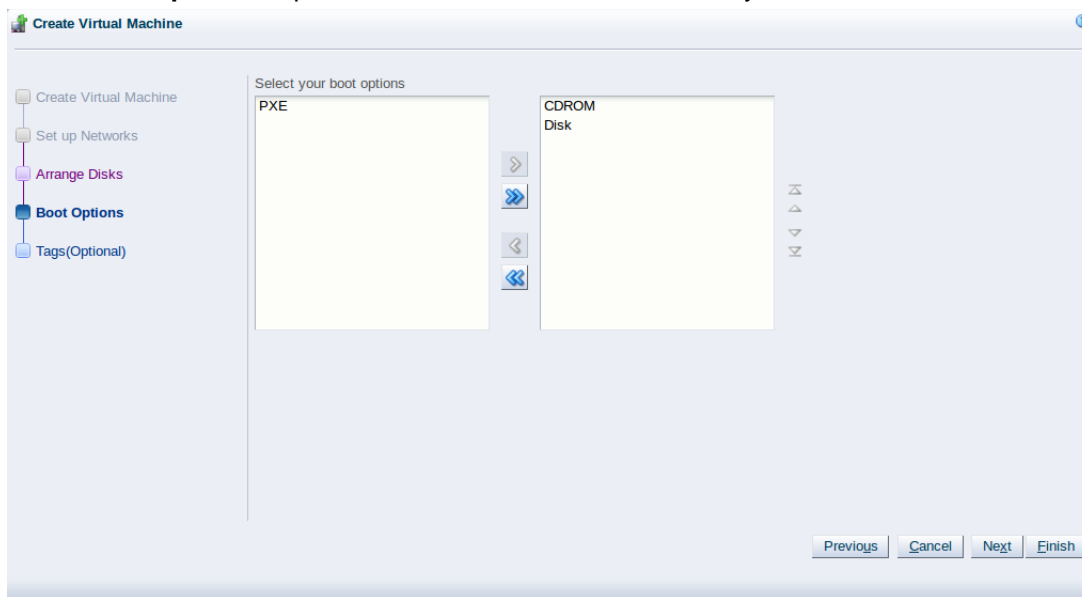 Create Virtual Machine
Create Virtual Machine
Set up Networks
Arrange Disks
Boot Options
Tags(Optional)
Select your boot options
PXE
CDROM
Disk
Previous
Cancel
Next
Finish